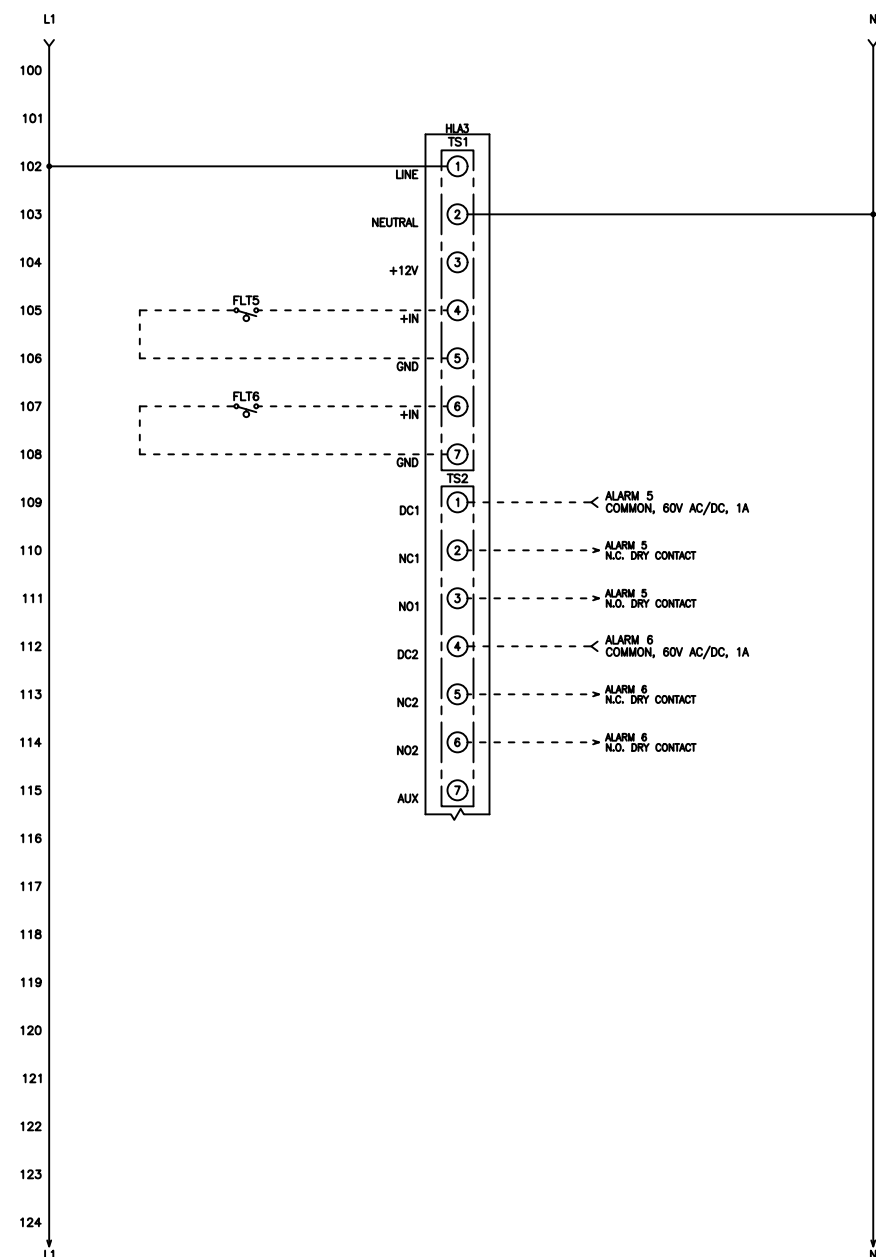 L1 N
100
101
HLA3
TS1
102 LINE 1
103 NEUTRAL 2
104 +12V 3
105 FLT5 +IN 4
106 GND 5
107 FLT6 +IN 6
108 GND 7
TS2
109 DC1 1 ALARM 5
COMMON, 60V AC/DC, 1A
110 NC1 2 ALARM 5
N.C. DRY CONTACT
111 NO1 3 ALARM 5
N.O. DRY CONTACT
112 DC2 4 ALARM 6
COMMON, 60V AC/DC, 1A
113 NC2 5 ALARM 6
N.C. DRY CONTACT
114 NO2 6 ALARM 6
N.O. DRY CONTACT
115 AUX 7
116
117
118
119
120
121
122
123
124
L1 N